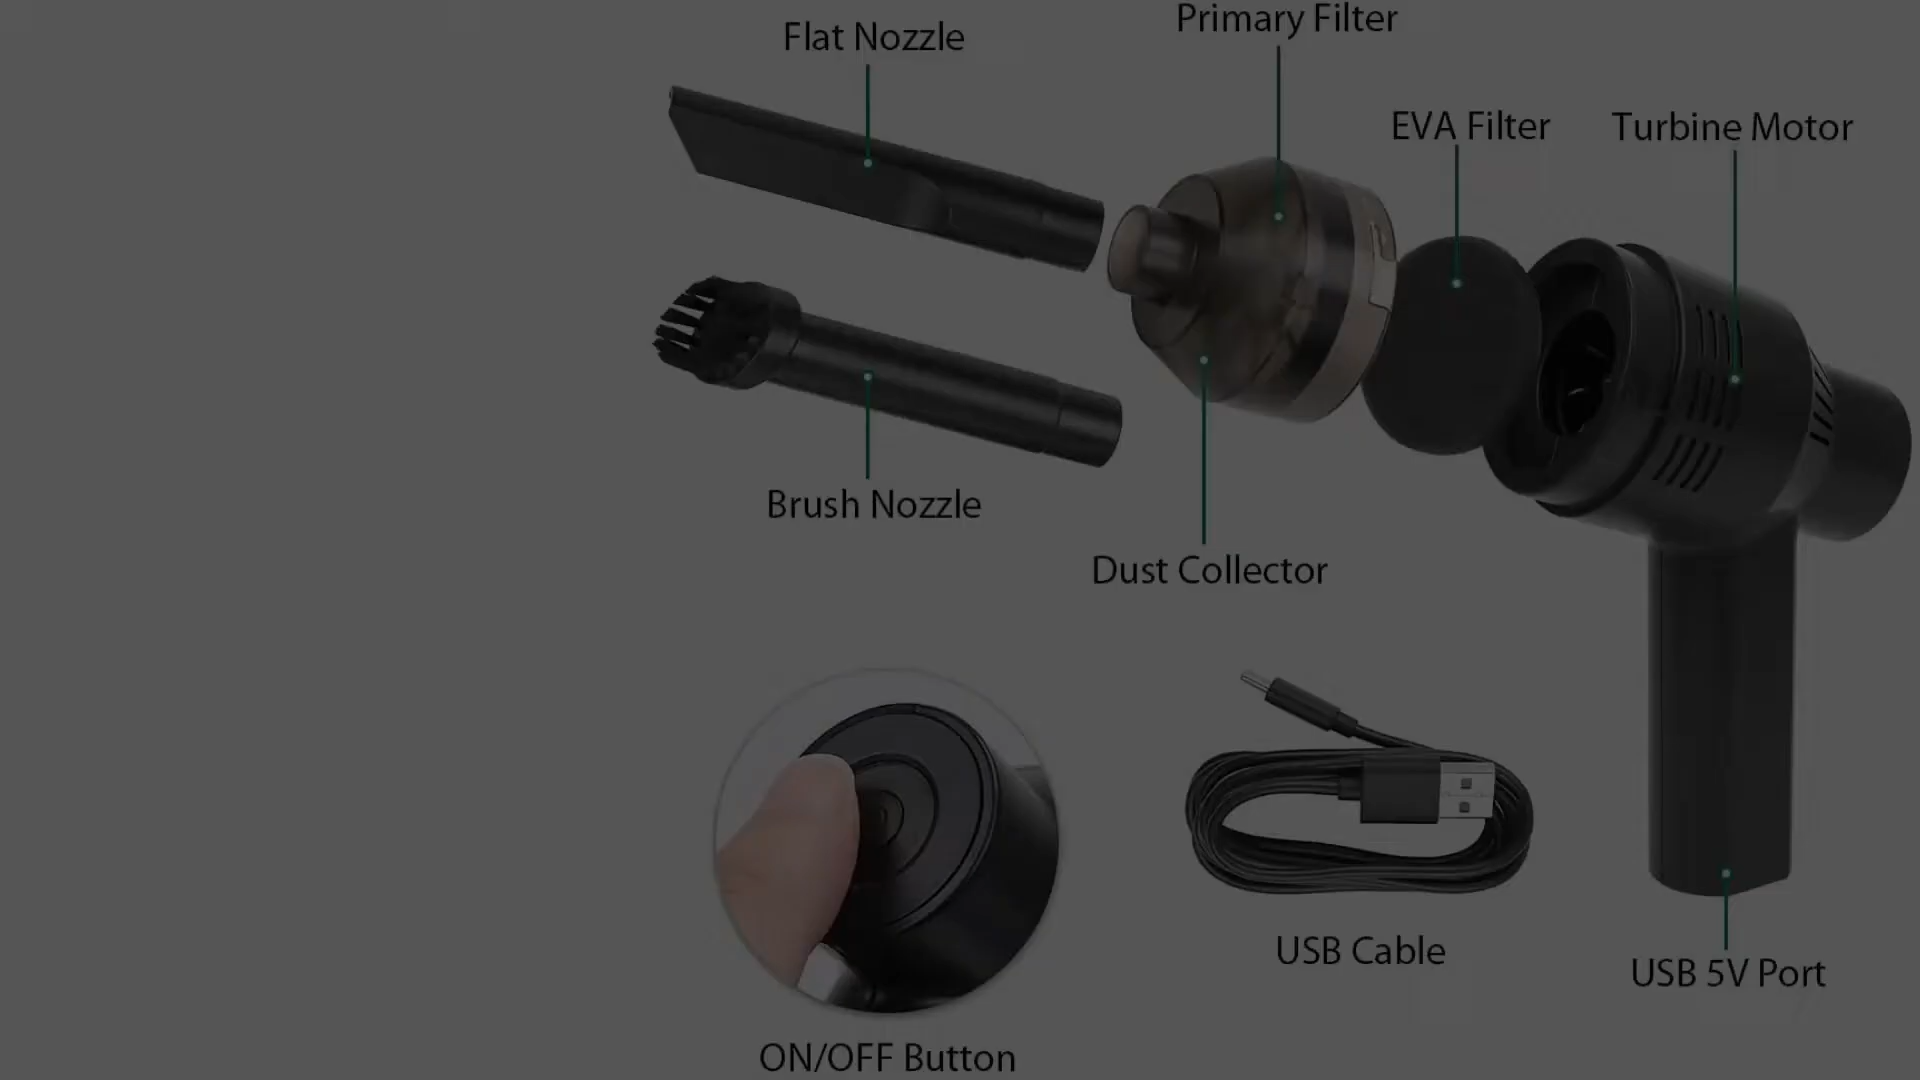 Primary Filter
Flat Nozzle
EVA Filter
Turbine Motor
Brush Nozzle
Dust Collector
USB Cable
USB 5V Port
ON/OFF Button